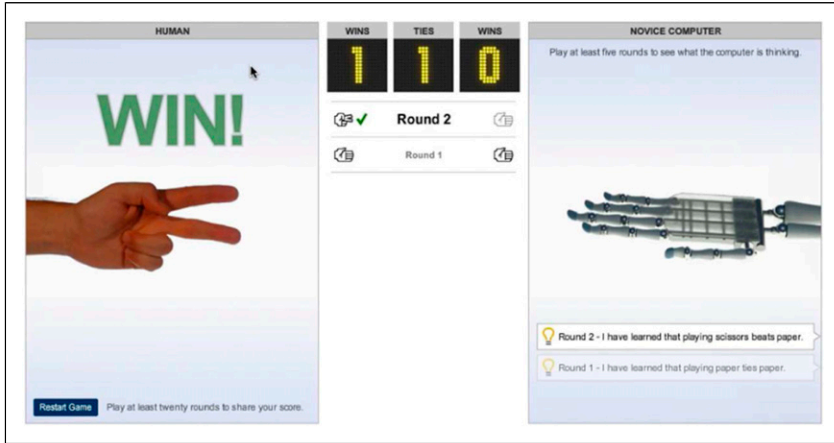 HUMAN
WINS TIES WINS
NOVICE COMPUTER
1 1 0
Play at least five rounds to see what the computer is thinking.
WIN!
Round 2
Round 1
Round 2 - I have learned that playing scissors beats paper.
Round 1 - I have learned that playing paper ties paper.
Restart Game Play at least twenty rounds to share your score.